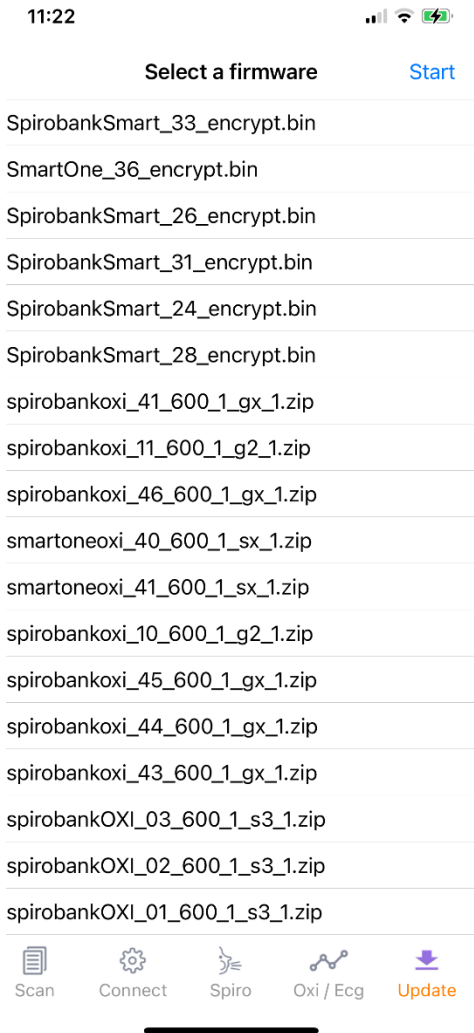 11:22
Select a firmware
Start
SpirobankSmart_33_encrypt.bin
SmartOne_36_encrypt.bin
SpirobankSmart_26_encrypt.bin
SpirobankSmart_31_encrypt.bin
SpirobankSmart_24_encrypt.bin
SpirobankSmart_28_encrypt.bin
spirobankoxi_41_600_1_gx_1.zip
spirobankoxi_11_600_1_g2_1.zip
spirobankoxi_46_600_1_gx_1.zip
smartoneoxi_40_600_1_sx_1.zip
smartoneoxi_41_600_1_sx_1.zip
spirobankoxi_10_600_1_g2_1.zip
spirobankoxi_45_600_1_gx_1.zip
spirobankoxi_44_600_1_gx_1.zip
spirobankoxi_43_600_1_gx_1.zip
spirobankOXI_03_600_1_s3_1.zip
spirobankOXI_02_600_1_s3_1.zip
spirobankOXI_01_600_1_s3_1.zip
Scan
Connect
Spiro
Oxi / Ecg
Update